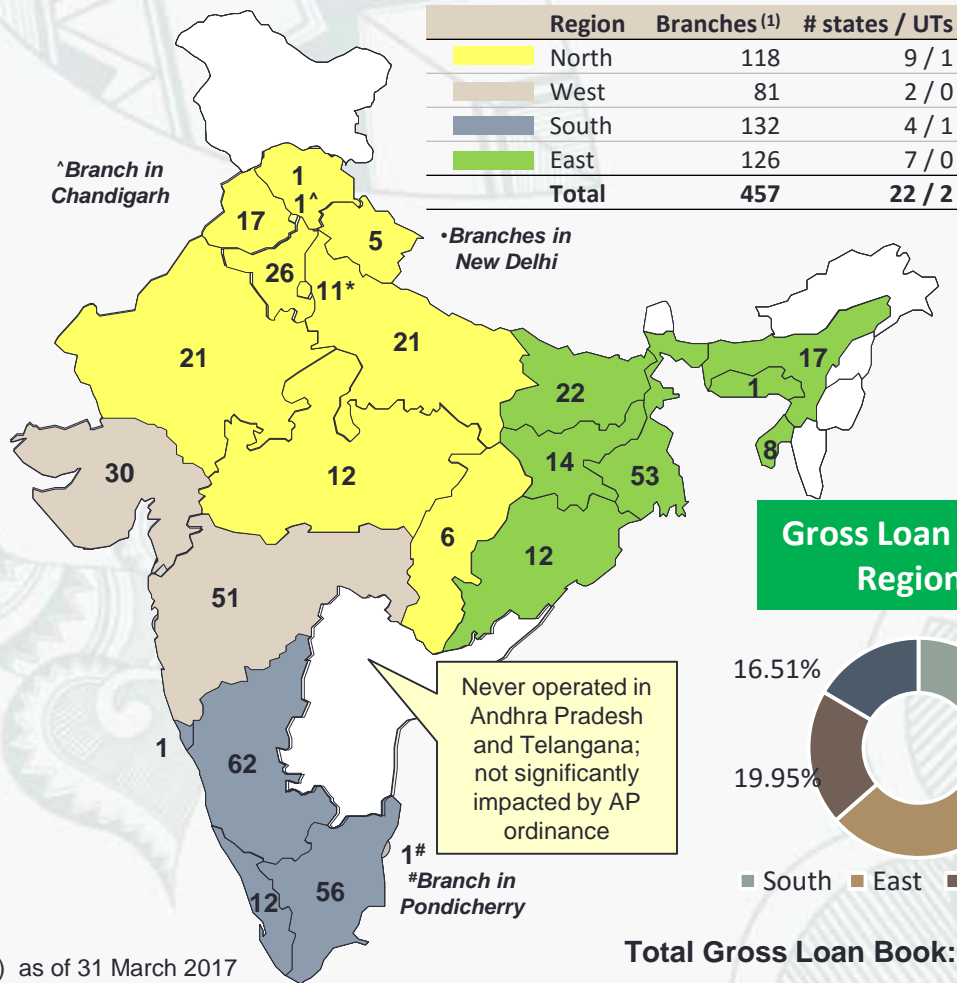 Region Branches (1) # states / UTs
North 118 9 / 1
West 81 2 / 0
South 132 4 / 1
East 126 7 / 0
Total 457 22 / 2
^Branch in
Chandigarh
•Branches in
New Delhi
1
1^
17
5
26
11*
21
21
17
1
22
8
14
53
30
12
6
12
51
Gross Loan
Region
16.51%
19.95%
Never operated in
Andhra Pradesh
and Telangana;
not significantly
impacted by AP
ordinance
1
62
1#
#Branch in
Pondicherry
12
56
South East
) as of 31 March 2017
Total Gross Loan Book: